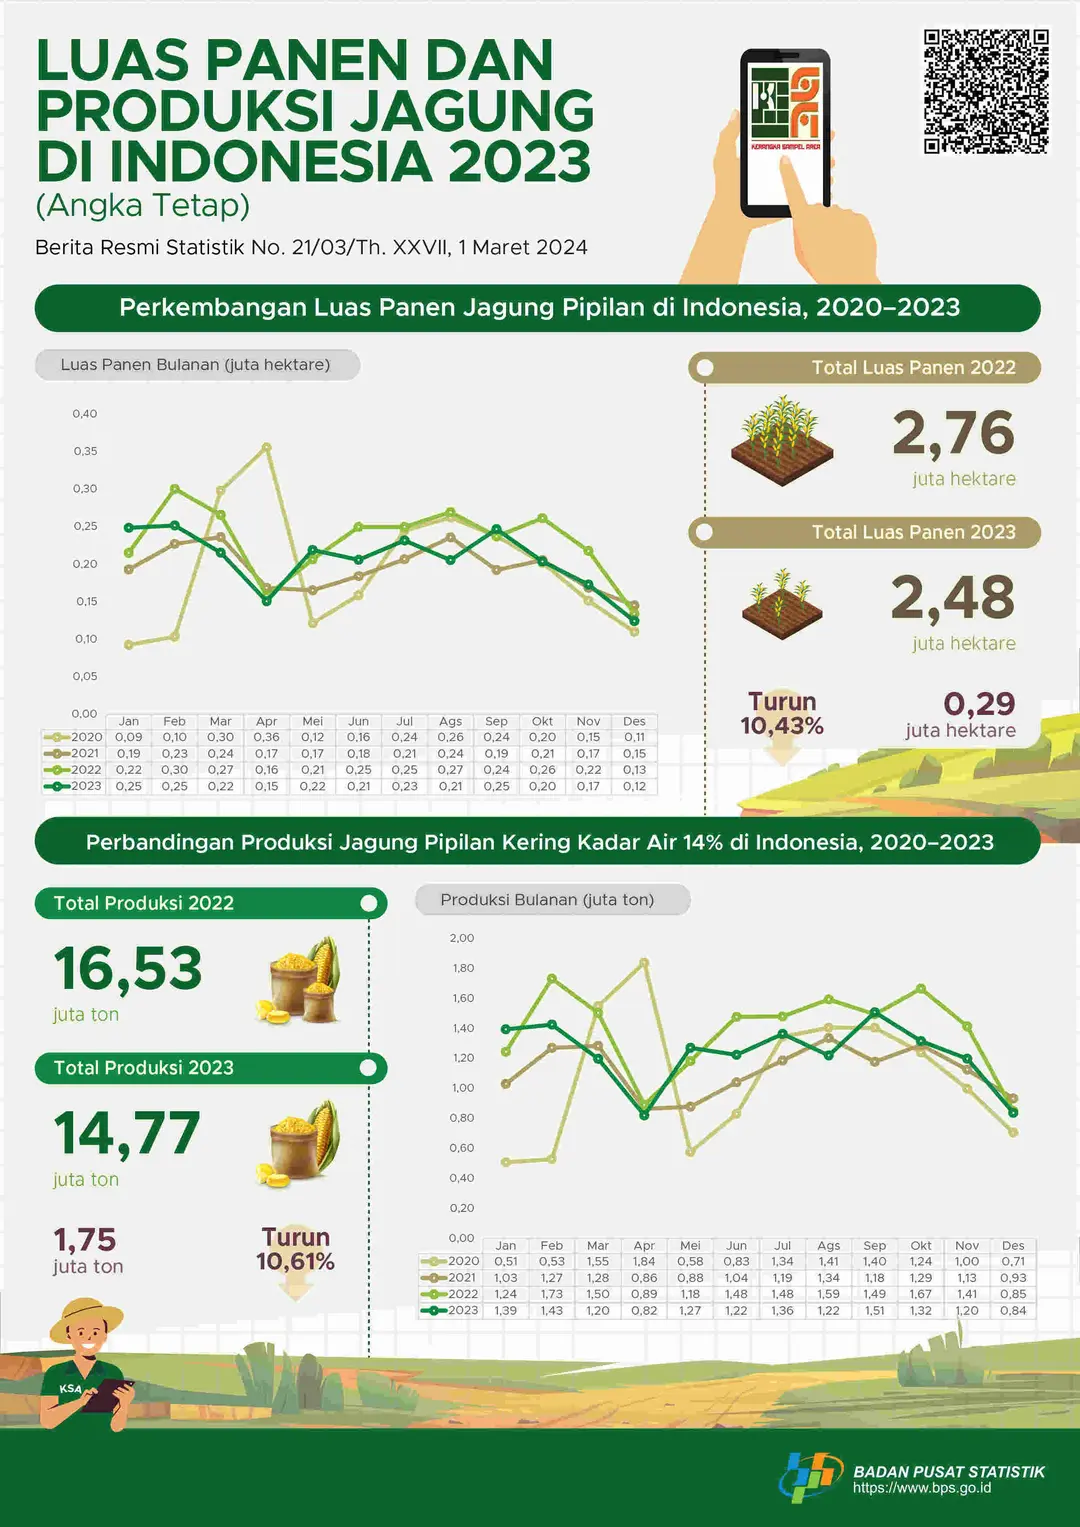 LUAS PANEN DAN
PRODUKSI JAGUNG
DI INDONESIA 2023
(Angka Tetap)
Berita Resmi Statistik No. 21/03/Th. XXVII, 1 Maret 2024
KERANGKA SAMPEL AREA
Perkembangan Luas Panen Jagung Pipilan di Indonesia, 2020–2023
Luas Panen Bulanan (juta hektare)
0,40
0,35
0,30
0,25
0,20
0,15
0,10
0,05
0,00
Jan Feb Mar Apr Mei Jun Jul Ags Sep Okt Nov Des
2020 0,09 0,10 0,30 0,36 0,12 0,16 0,24 0,26 0,24 0,20 0,15 0,11
2021 0,19 0,23 0,24 0,17 0,17 0,18 0,21 0,24 0,19 0,21 0,17 0,15
2022 0,22 0,30 0,27 0,16 0,21 0,25 0,25 0,27 0,24 0,26 0,22 0,13
2023 0,25 0,25 0,22 0,15 0,22 0,21 0,23 0,21 0,25 0,20 0,17 0,12
Total Luas Panen 2022
2,76
juta hektare
Total Luas Panen 2023
2,48
juta hektare
Turun
10,43%
0,29
juta hektare
Perbandingan Produksi Jagung Pipilan Kering Kadar Air 14% di Indonesia, 2020–2023
Total Produksi 2022
16,53
juta ton
Total Produksi 2023
14,77
juta ton
1,75
juta ton
Turun
10,61%
Produksi Bulanan (juta ton)
2,00
1,80
1,60
1,40
1,20
1,00
0,80
0,60
0,40
0,20
0,00
Jan Feb Mar Apr Mei Jun Jul Ags Sep Okt Nov Des
2020 0,51 0,53 1,55 1,84 0,58 0,83 1,34 1,41 1,40 1,24 1,00 0,71
2021 1,03 1,27 1,28 0,86 0,88 1,04 1,19 1,34 1,18 1,29 1,13 0,93
2022 1,24 1,73 1,50 0,89 1,18 1,48 1,48 1,59 1,49 1,67 1,41 0,85
2023 1,39 1,43 1,20 0,82 1,27 1,22 1,36 1,22 1,51 1,32 1,20 0,84
KSA
BADAN PUSAT STATISTIK
https://www.bps.go.id